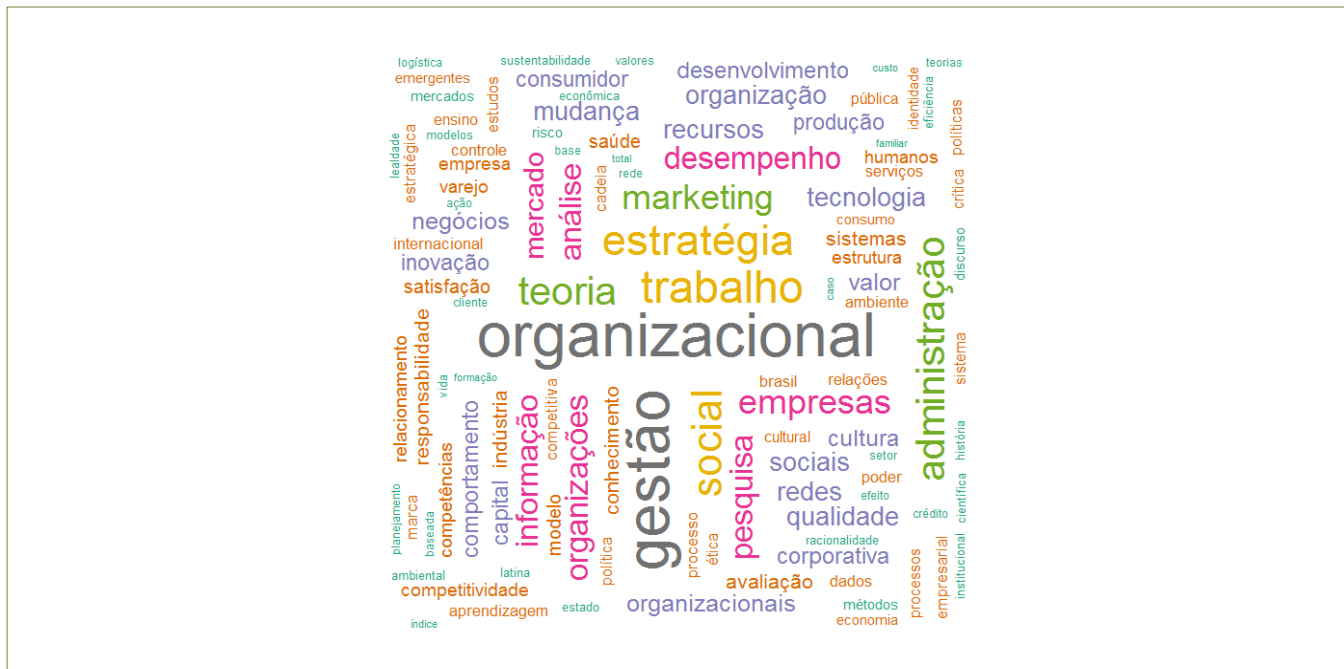 logística
sustentabilidade
valores
custo
teorias
emergentes
consumidor
desenvolvimento
mercados
econômica
organização
pública
identidade
eficiência
políticas
estudos
ensino
mudança
modelos
risco
saúde
recursos
produção
lealdade
estratégica
controle
empresa
base
total
rede
desempenho
familiar
humanos
serviços
crítica
varejo
ação
mercado
análise
cadeia
marketing
tecnologia
negócios
consumo
internacional
inovação
estratégia
sistemas
estrutura
administração
discurso
satisfação
cliente
teoria
trabalho
caso
valor
ambiente
organizacional
relacionamento
responsabilidade
vida
formação
sistema
competitiva
brasil
relações
empresas
comportamento
indústria
informação
organizações
conhecimento
gestão
social
pesquisa
cultural
cultura
sociais
setor
história
planejamento
marca
baseada
competências
capital
modelo
redes
poder
efeito
qualidade
crédito
científica
política
processo
ética
racionalidade
corporativa
institucional
ambiental
latina
competitividade
avaliação
dados
processos
empresarial
aprendizagem
estado
organizacionais
métodos
economia
índice